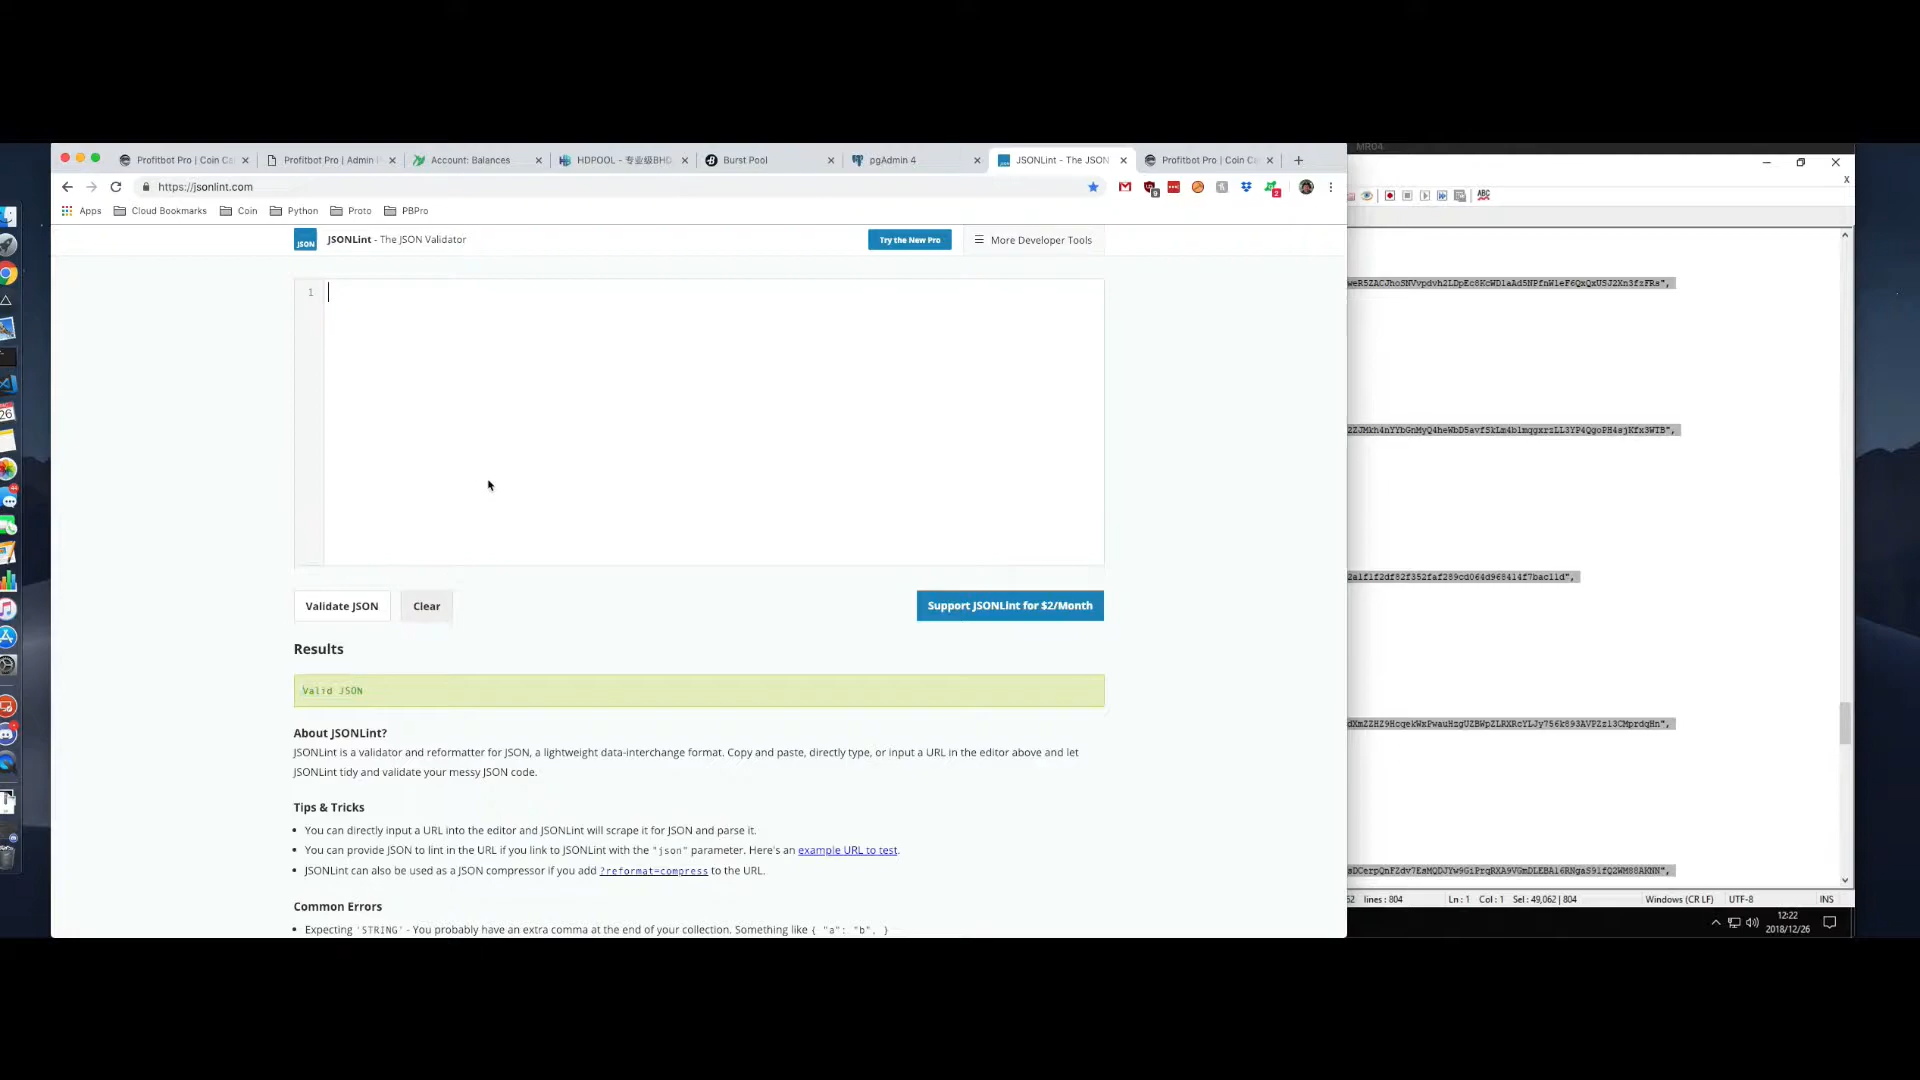 MR04
Profitbot Pro | Coin Ca
Profitbot Pro | Admin I
Account: Balances
HDPOOL - 专业级BHD
Burst Pool
pgAdmin 4
JSONLint - The JSON
Profitbot Pro | Coin Ca
https://jsonlint.com
Apps
Cloud Bookmarks
Coin
Python
Proto
PBPro
JSONLint - The JSON Validator
Try the New Pro
More Developer Tools
1
Validate JSON
Clear
Support JSONLint for $2/Month
Results
Valid JSON
About JSONLint?
JSONLint is a validator and reformatter for JSON, a lightweight data-interchange format. Copy and paste, directly type, or input a URL in the editor above and let
JSONLint tidy and validate your messy JSON code.
Tips & Tricks
You can directly input a URL into the editor and JSONLint will scrape it for JSON and parse it.
You can provide JSON to lint in the URL if you link to JSONLint with the "json" parameter. Here's an example URL to test.
JSONLint can also be used as a JSON compressor if you add ?reformat=compress to the URL.
Common Errors
Expecting 'STRING' - You probably have an extra comma at the end of your collection. Something like { "a": "b", }
ABC
lines : 804
Ln : 1 Col : 1 Sel : 49,062 | 804
Windows (CR LF)
UTF-8
INS
12:22
2018/12/26